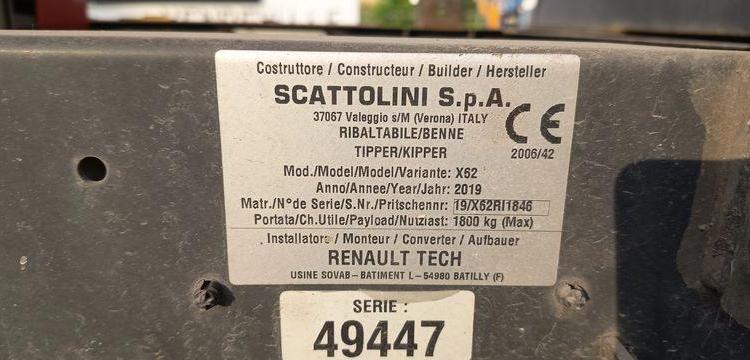 Costruttore / Constructeur / Builder / Hersteller
SCATTOLINI S.p.A.
37067 Valeggio s/M (Verona) ITALY
CE
RIBALTABILE/BENNE
TIPPER/KIPPER
2006/42
Mod./Model/Model/Variante: X62
Anno/Annee/Year/Jahr: 2019
Matr./N°de Serie/S.Nr./Pritschennr: 19/X62RI1846
Portata/Ch.Utile/Payload/Nutzlast: 1800 kg (Max)
Installatore / Monteur / Converter / Aufbauer
RENAULT TECH
USINE SOVAB-BATIMENT L-54980 BATILLY (F)
SERIE :
49447